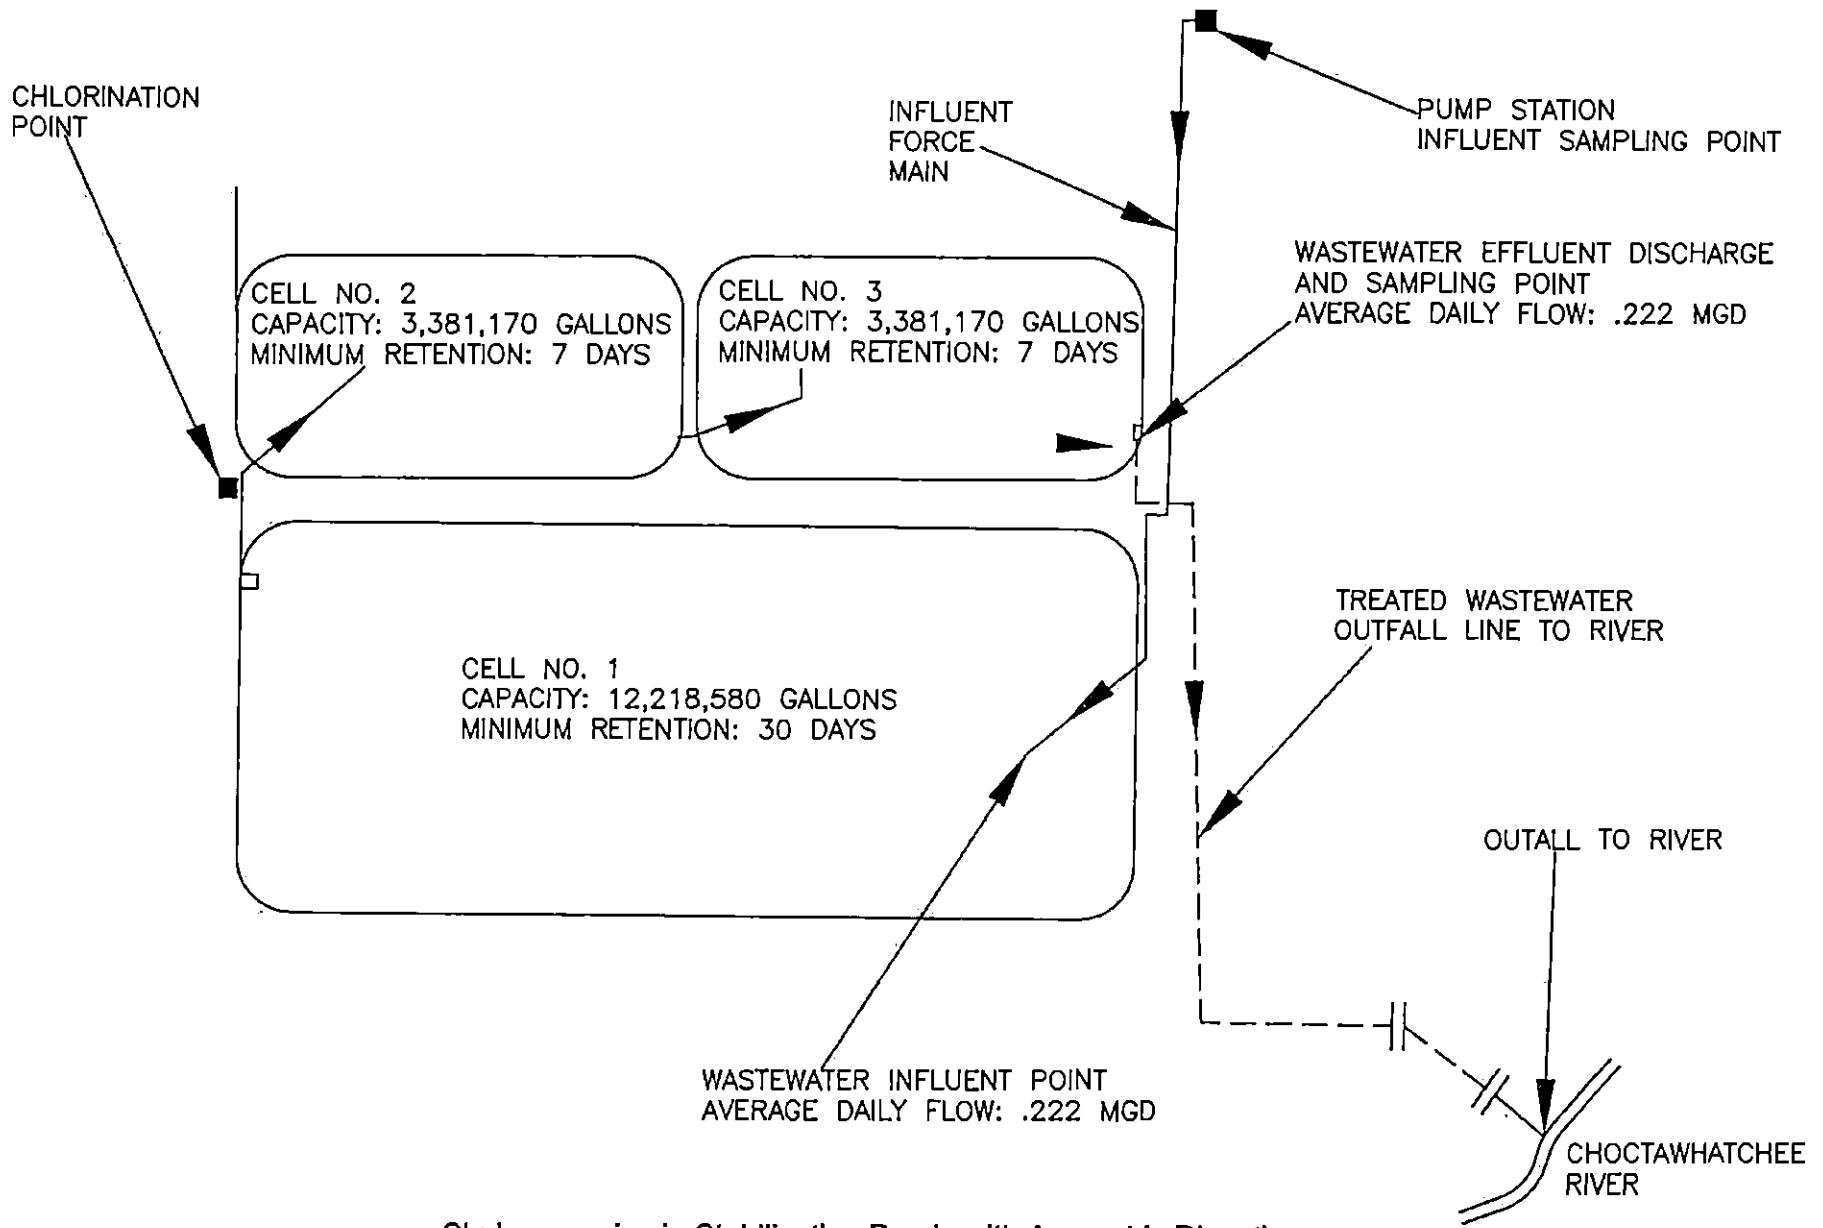 CHLORINATION
POINT
INFLUENT
FORCE
MAIN
PUMP STATION
INFLUENT SAMPLING POINT
WASTEWATER EFFLUENT DISCHARGE
AND SAMPLING POINT
AVERAGE DAILY FLOW: .222 MGD
CELL NO. 2
CAPACITY: 3,381,170 GALLONS
MINIMUM RETENTION: 7 DAYS
CELL NO. 3
CAPACITY: 3,381,170 GALLONS
MINIMUM RETENTION: 7 DAYS
CELL NO. 1
CAPACITY: 12,218,580 GALLONS
MINIMUM RETENTION: 30 DAYS
TREATED WASTEWATER
OUTFALL LINE TO RIVER
OUTALL TO RIVER
WASTEWATER INFLUENT POINT
AVERAGE DAILY FLOW: .222 MGD
CHOCTAWHATCHEE
RIVER